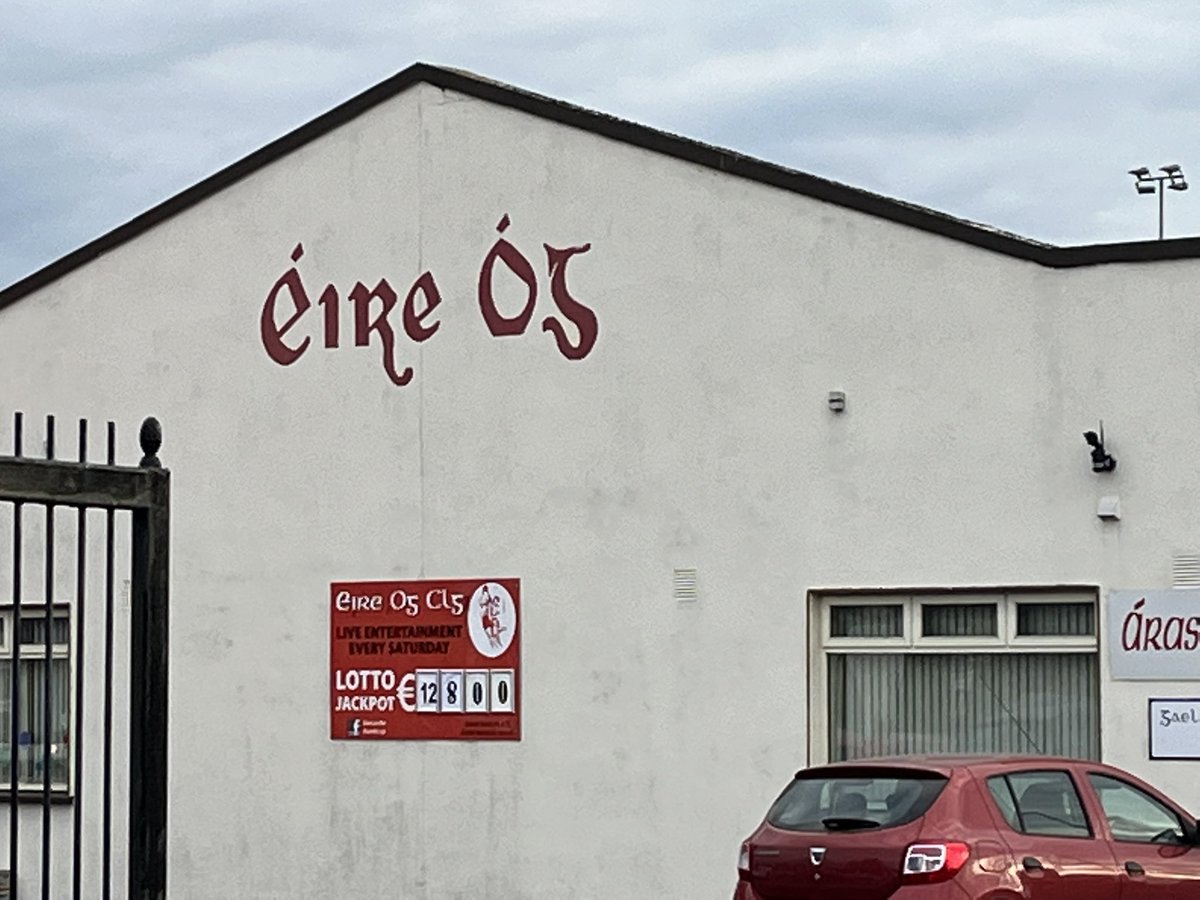 Éire Óg
Eire Og CLG
LIVE ENTERTAINMENT
EVERY SATURDAY
LOTTO
JACKPOT €12800
f
Áras
Gael